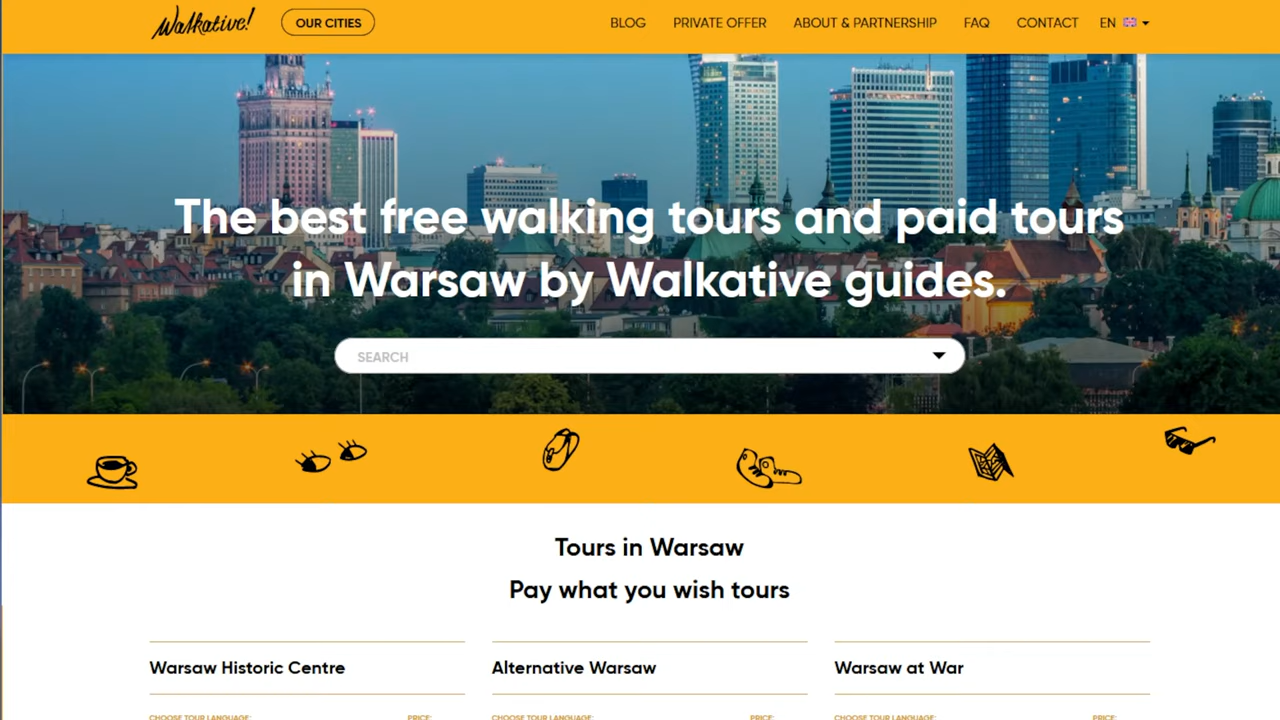 Walkative!
OUR CITIES
BLOG
PRIVATE OFFER
ABOUT & PARTNERSHIP
FAQ
CONTACT
EN
The best free walking tours and paid tours
in Warsaw by Walkative guides.
SEARCH
Tours in Warsaw
Pay what you wish tours
Warsaw Historic Centre
Alternative Warsaw
Warsaw at War
CHOOSE TOUR LANGUAGE:
PRICE:
CHOOSE TOUR LANGUAGE:
PRICE:
CHOOSE TOUR LANGUAGE:
PRICE: